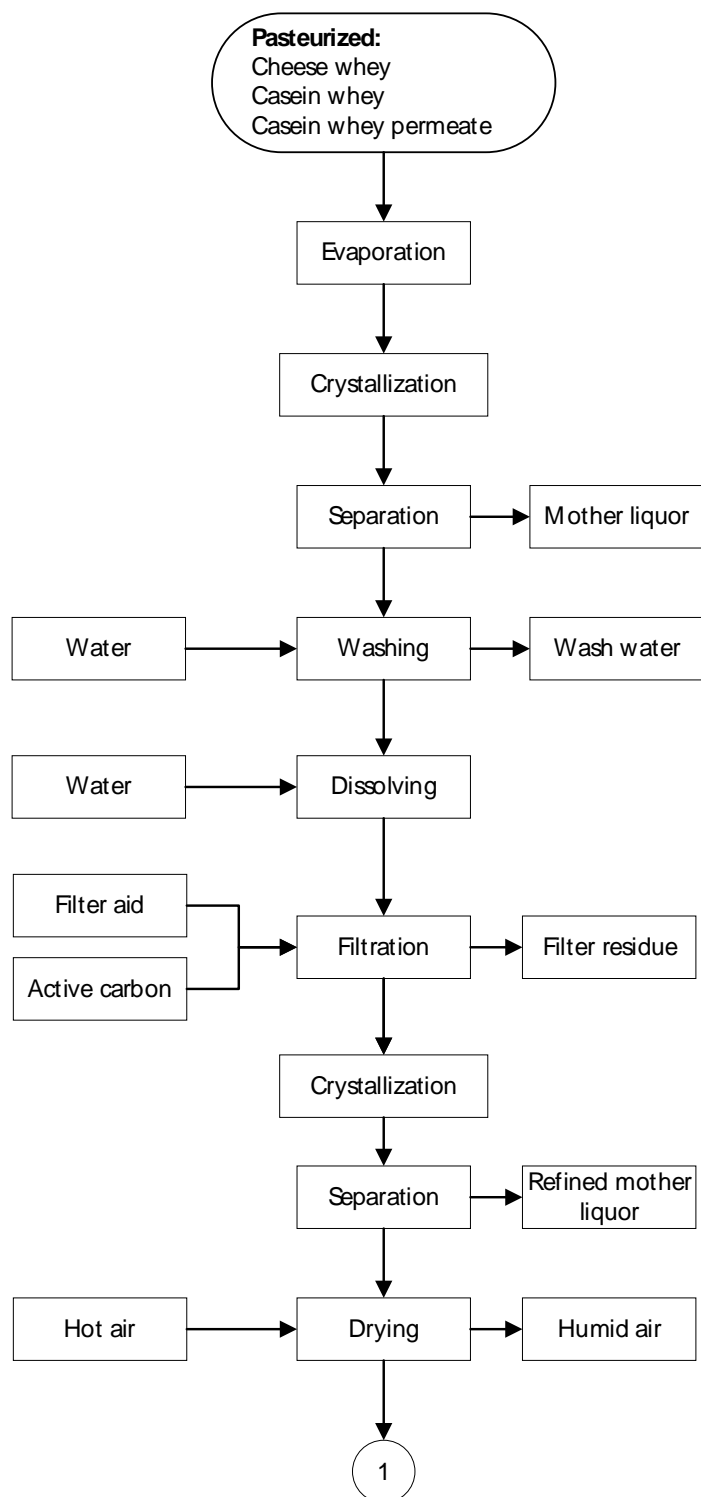 Pasteurized:
Cheese whey
Casein whey
Casein whey permeate
Evaporation
Crystallization
Separation
Mother liquor
Water
Washing
Wash water
Water
Dissolving
Filter aid
Active carbon
Filtration
Filter residue
Crystallization
Separation
Refined mother
liquor
Hot air
Drying
Humid air
1